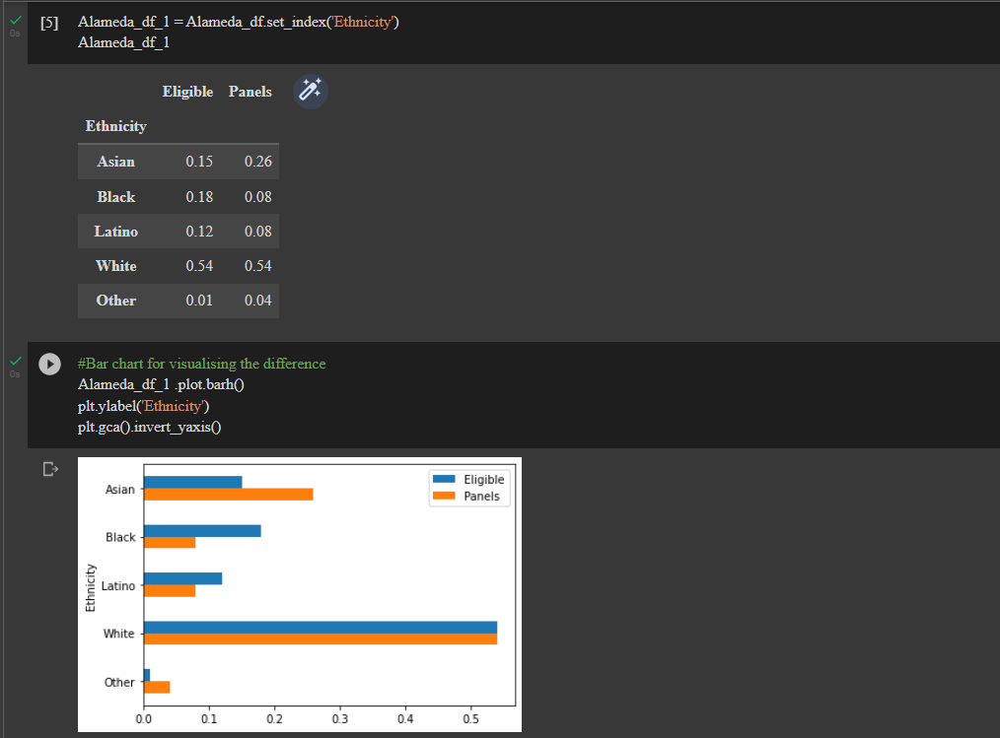 0s
[5]
Alameda_df_1 = Alameda_df.set_index('Ethnicity')
Alameda_df_1
Eligible Panels
Ethnicity
Asian 0.15 0.26
Black 0.18 0.08
Latino 0.12 0.08
White 0.54 0.54
Other 0.01 0.04
0s
#Bar chart for visualising the difference
Alameda_df_1 .plot.barh()
plt.ylabel('Ethnicity')
plt.gca().invert_yaxis()
Eligible
Panels
Asian
Black
Latino
White
Other
Ethnicity
0.0 0.1 0.2 0.3 0.4 0.5